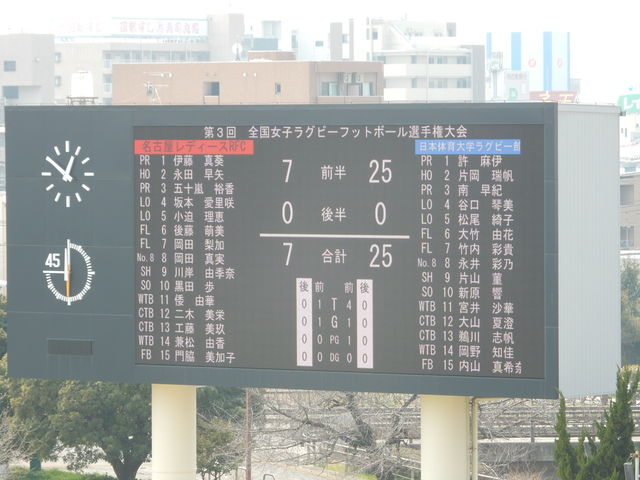 第3回 全国女子ラグビーフットボール選手権大会
名古屋レディースRFC
PR 1 伊藤 真葵
HO 2 永田 早矢
PR 3 五十嵐 裕香
LO 4 坂本 愛里咲
LO 5 小迫 理恵
FL 6 後藤 萌美
FL 7 岡田 梨加
No.8 8 岡田 真実
SH 9 川岸 由季奈
SO 10 黒田 歩
WTB 11 倭 由華
CTB 12 二木 美栄
CTB 13 工藤 美玖
WTB 14 兼松 由香
FB 15 門脇 美加子
7 前半 25
0 後半 0
7 合計 25
後 前 前 後
0 1 T 4 0
0 1 G 1 0
0 0 PG 1 0
0 0 DG 0 0
日本体育大学ラグビー
PR 1 許 麻伊
HO 2 片岡 瑞帆
PR 3 南 早紀
LO 4 谷口 琴美
LO 5 松尾 綺子
FL 6 大竹 由花
FL 7 竹内 彩貴
No.8 8 永井 彩乃
SH 9 片山 菫
SO 10 新原 響
WTB 11 宮井 沙華
CTB 12 大山 夏澄
CTB 13 鵜川 志帆
WTB 14 岡野 知佳
FB 15 内山 真希
45